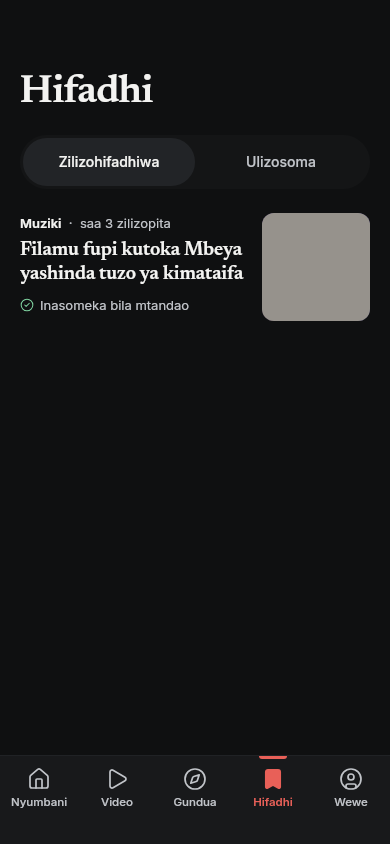 Hifadhi
Zilizohifadhiwa
Ulizosoma
Muziki · saa 3 zilizopita
Filamu fupi kutoka Mbeya
yashinda tuzo ya kimataifa
Inasomeka bila mtandao
Nyumbani
Video
Gundua
Hifadhi
Wewe